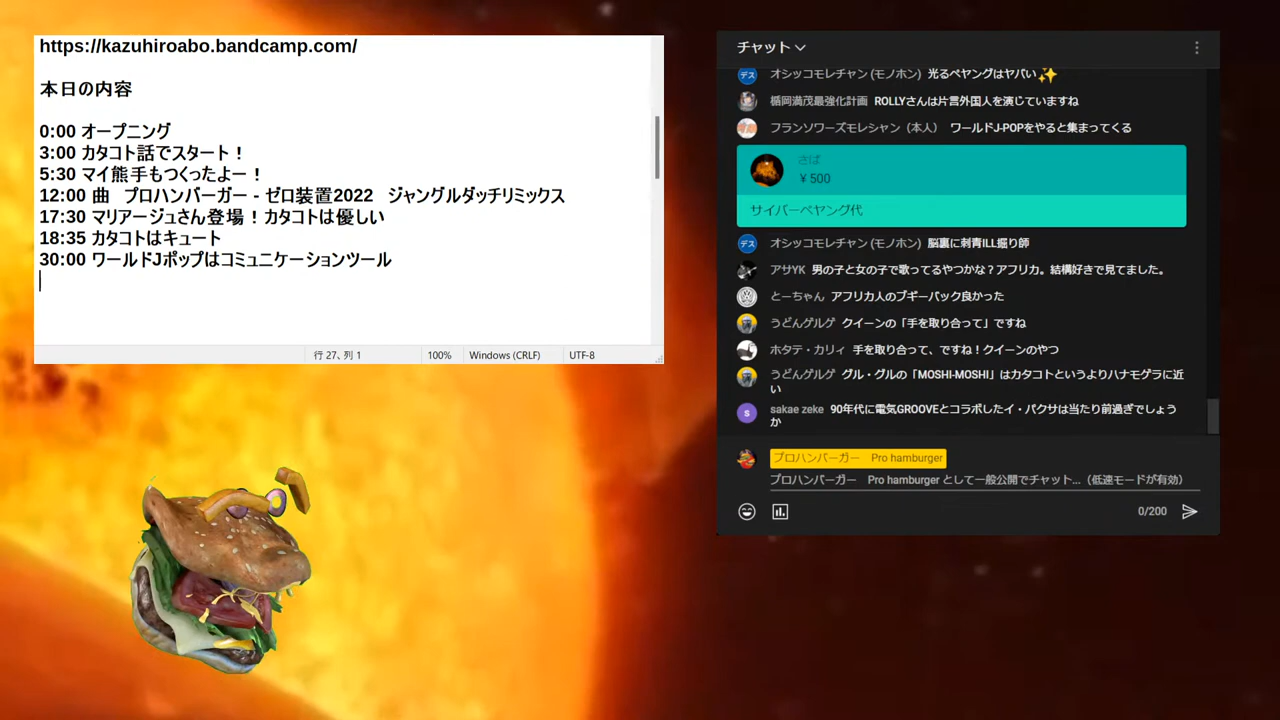 https://kazuhiroabo.bandcamp.com/
本日の内容
0:00 オープニング
3:00 カタコト話でスタート！
5:30 マイ熊手もつくったよー！
12:00 曲　プロハンバーガー - ゼロ装置2022　ジャングルダッチリミックス
17:30 マリアージュさん登場！カタコトは優しい
18:35 カタコトはキュート
30:00 ワールドJポップはコミュニケーションツール
行 27、列 1 100% Windows (CRLF) UTF-8
チャット
デス オシッコモレチャン (モノホン) 光るペヤングはヤバい✨
楯岡満茂最強化計画 ROLLYさんは片言外国人を演じていますね
フランソワーズモレシャン（本人） ワールドJ-POPをやると集まってくる
さば
￥500
サイバーペヤング代
デス オシッコモレチャン (モノホン) 脳裏に刺青ILL掘り師
アサYK 男の子と女の子で歌ってるやつかな？アフリカ。結構好きで見てました。
とーちゃん アフリカ人のブギーバック良かった
うどんゲルゲ クイーンの「手を取り合って」ですね
ホタテ・カリィ 手を取り合って、ですね！クイーンのやつ
うどんゲルゲ グル・グルの「MOSHI-MOSHI」はカタコトというよりハナモゲラに近
い
s sakae zeke 90年代に電気GROOVEとコラボしたイ・パクサは当たり前過ぎでしょう
か
プロハンバーガー　Pro hamburger
プロハンバーガー　Pro hamburger として一般公開でチャット...（低速モードが有効）
0/200